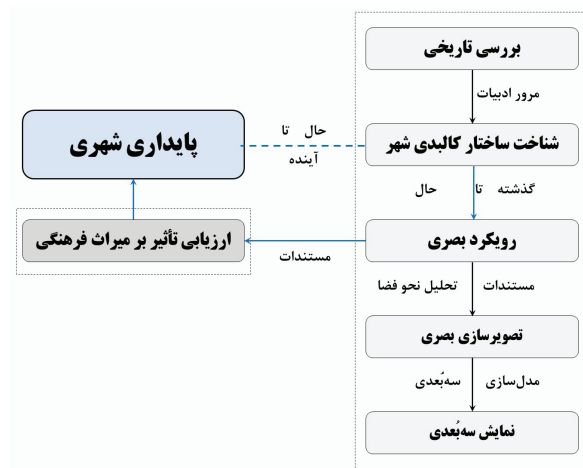 بررسی تاریخی
مرور ادبیات
شناخت ساختار کالبدی شهر
حال تا
آینده
پایداری شهری
گذشته تا حال
رویکرد بصری
مستندات
ارزیابی تأثیر بر میراث فرهنگی
مستندات تحلیل نحو فضا
تصویرسازی بصری
مدل‌سازی سه‌بُعدی
نمایش سه‌بُعدی